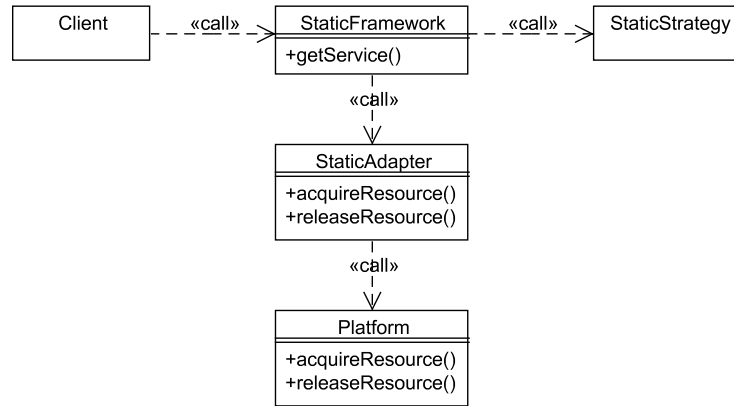 Client
«call»
StaticFramework
+getService()
«call»
StaticStrategy
«call»
StaticAdapter
+acquireResource()
+releaseResource()
«call»
Platform
+acquireResource()
+releaseResource()